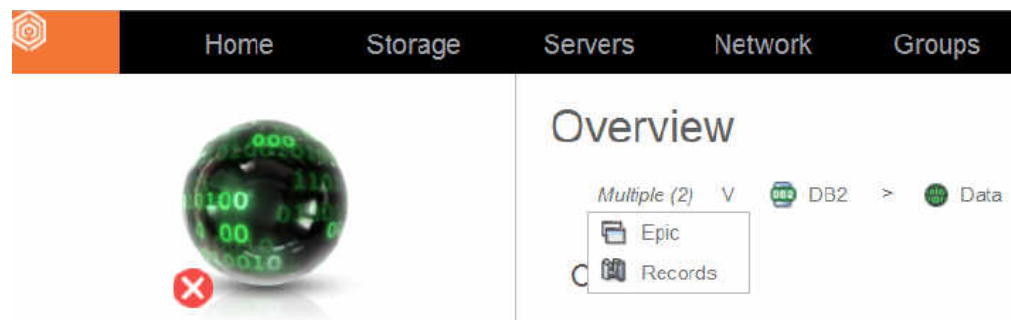 Home Storage Servers Network Groups
Overview
Multiple (2) V DB2 > Data
Epic
Records